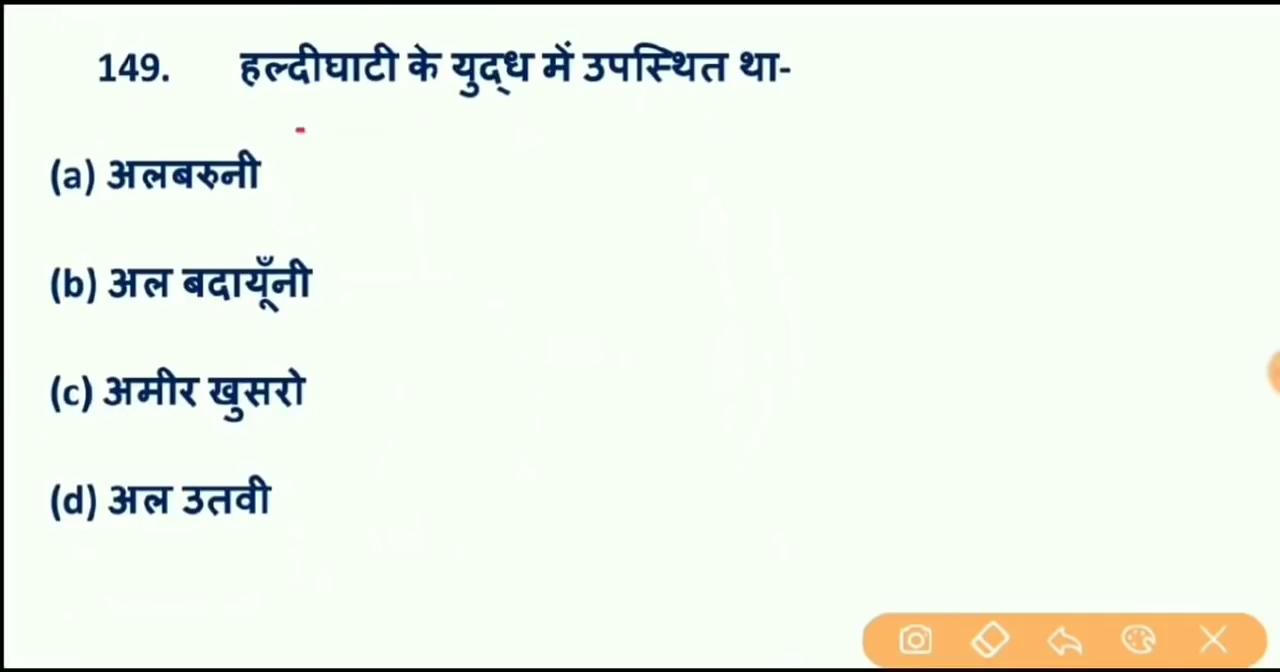 149. हल्दीघाटी के युद्ध में उपस्थित था-
(a) अलबरुनी
(b) अल बदायूँनी
(c) अमीर खुसरो
(d) अल उतवी